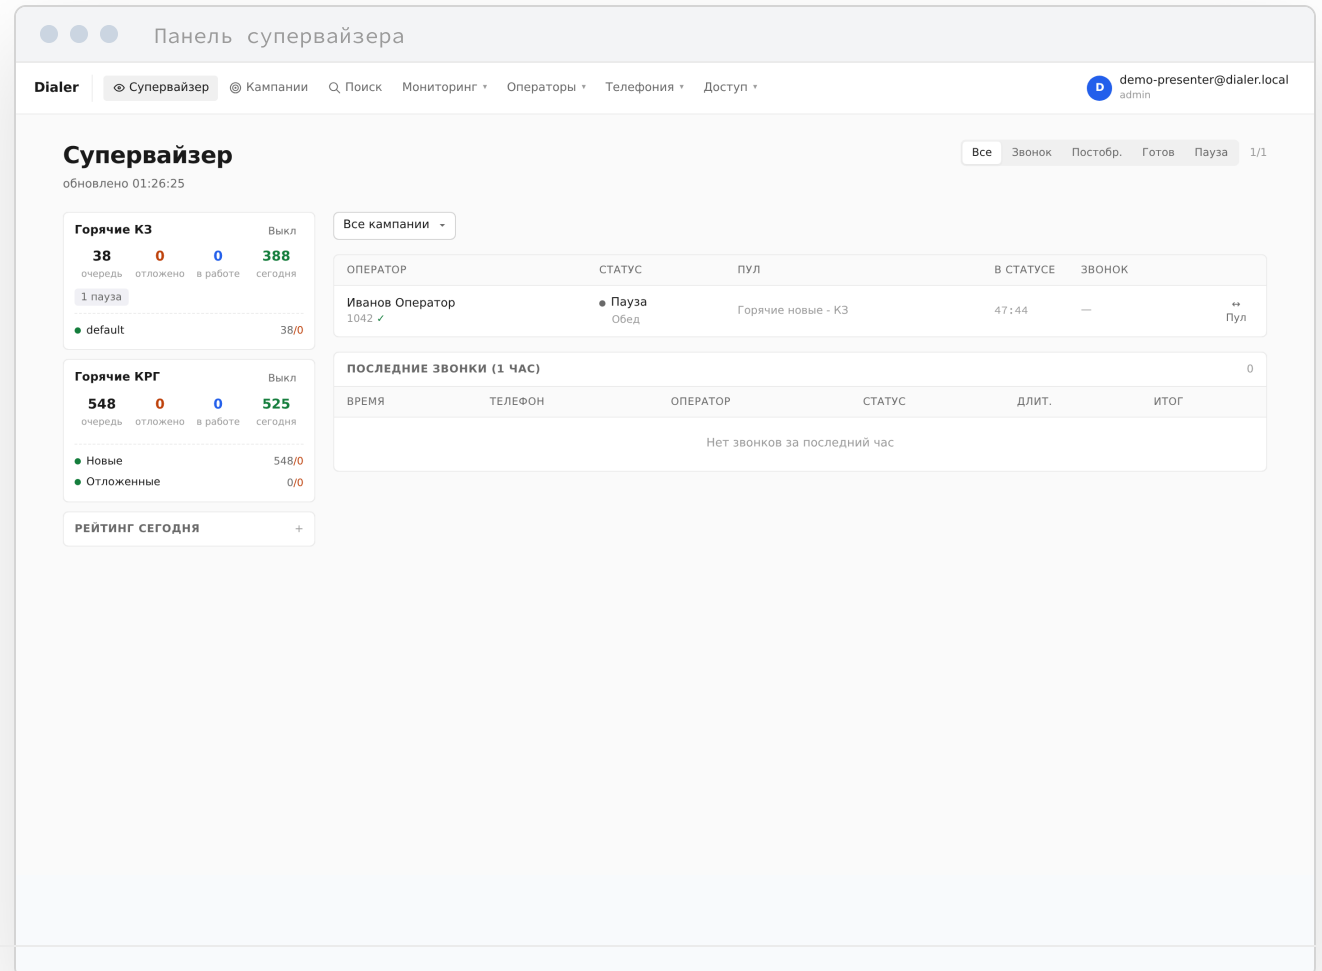 Панель супервайзера
Dialer
Супервайзер Кампании Поиск Мониторинг Операторы Телефония Доступ
D demo-presenter@dialer.local
admin
Супервайзер
обновлено 01:26:25
Все Звонок Постобр. Готов Пауза 1/1
Горячие КЗ Выкл
38 0 0 388
очередь отложено в работе сегодня
1 пауза
default 38/0
Горячие КРГ Выкл
548 0 0 525
очередь отложено в работе сегодня
Новые 548/0
Отложенные 0/0
РЕЙТИНГ СЕГОДНЯ +
Все кампании
ОПЕРАТОР СТАТУС ПУЛ В СТАТУСЕ ЗВОНОК
Иванов Оператор Пауза Горячие новые - КЗ 47:44 — ↔
1042 ✓ Обед Пул
ПОСЛЕДНИЕ ЗВОНКИ (1 ЧАС) 0
ВРЕМЯ ТЕЛЕФОН ОПЕРАТОР СТАТУС ДЛИТ. ИТОГ
Нет звонков за последний час